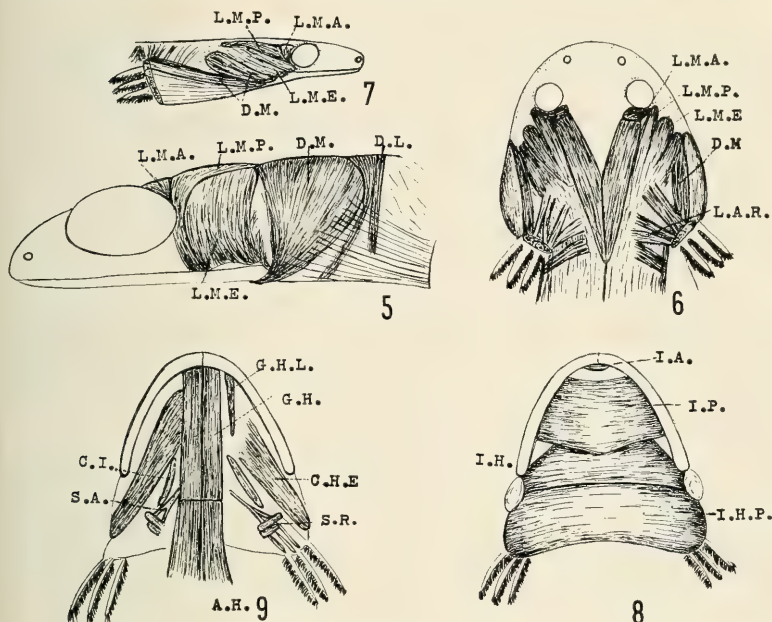 L.M.P.
L.M.A.
L.M.E.
D.M.
7
L.M.A.
L.M.P.
D.M.
D.L.
L.M.E.
5
L.M.A.
L.M.P.
L.M.E
D.M
L.A.R.
6
G.H.L.
G.H.
C.I.
C.H.E
S.A.
S.R.
A.H.
9
I.A.
I.P.
I.H.
I.H.P.
8